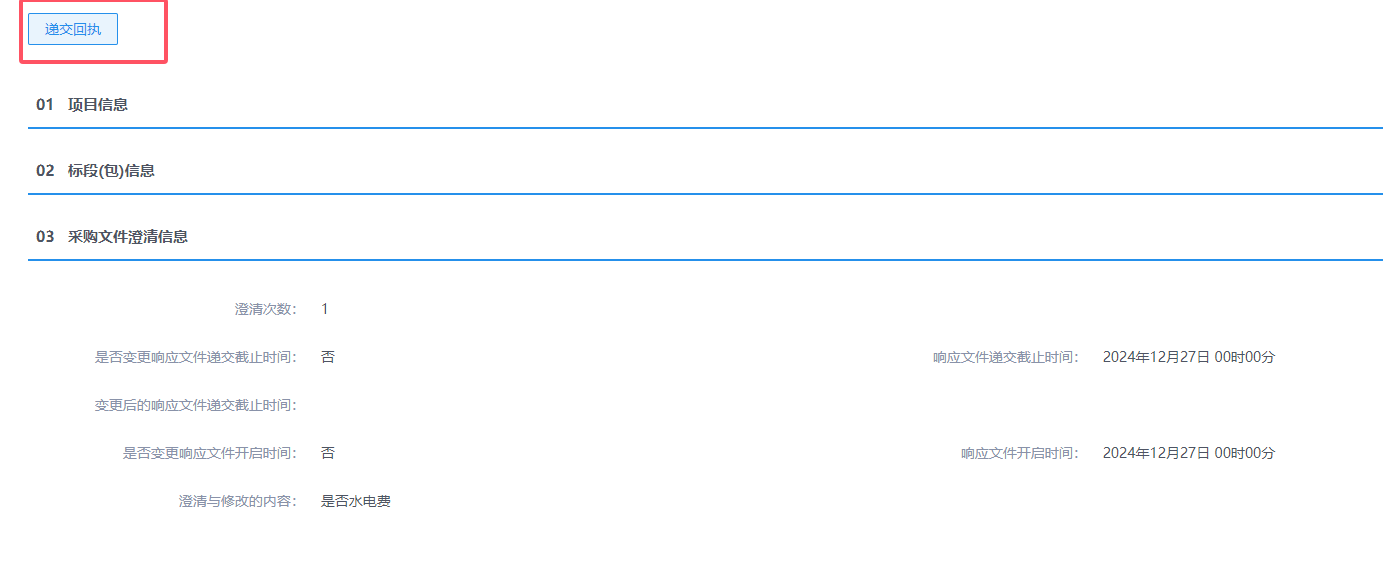 递交回执
01 项目信息
02 标段(包)信息
03 采购文件澄清信息
澄清次数： 1
是否变更响应文件递交截止时间： 否 响应文件递交截止时间： 2024年12月27日 00时00分
变更后的响应文件递交截止时间：
是否变更响应文件开启时间： 否 响应文件开启时间： 2024年12月27日 00时00分
澄清与修改的内容： 是否水电费